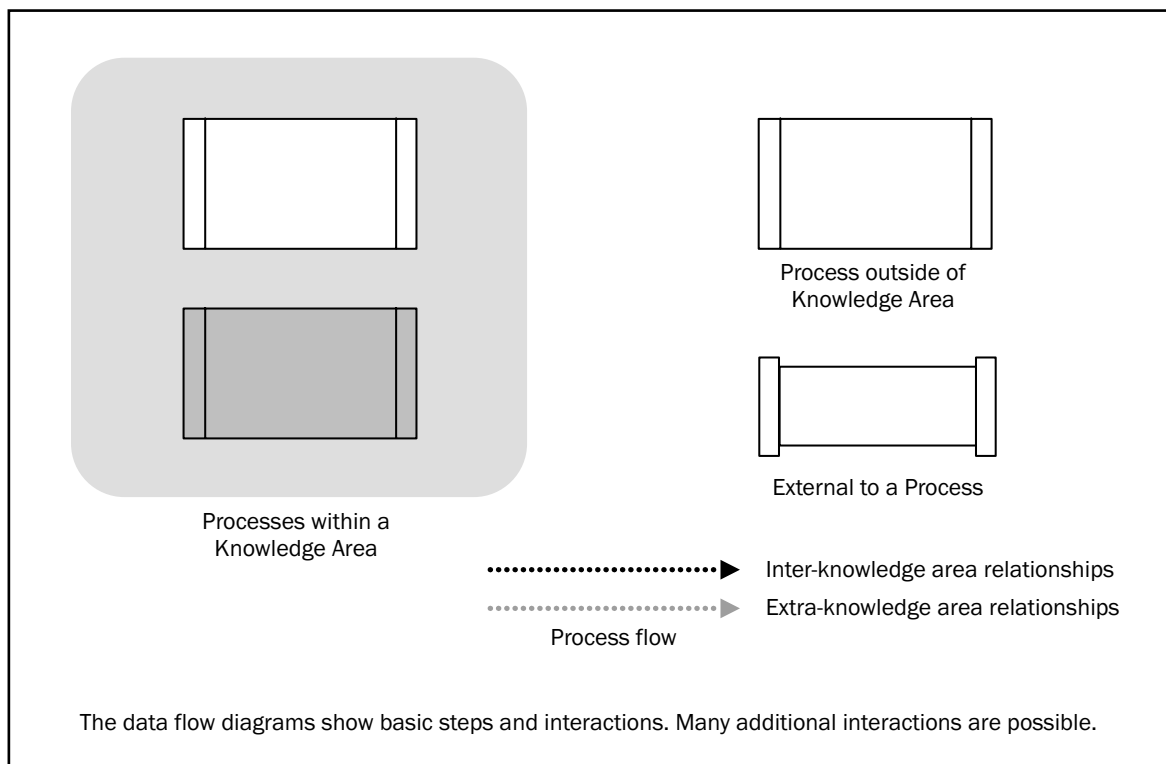 Process outside of
Knowledge Area
External to a Process
Processes within a
Knowledge Area
Inter-knowledge area relationships
Extra-knowledge area relationships
Process flow
The data flow diagrams show basic steps and interactions. Many additional interactions are possible.